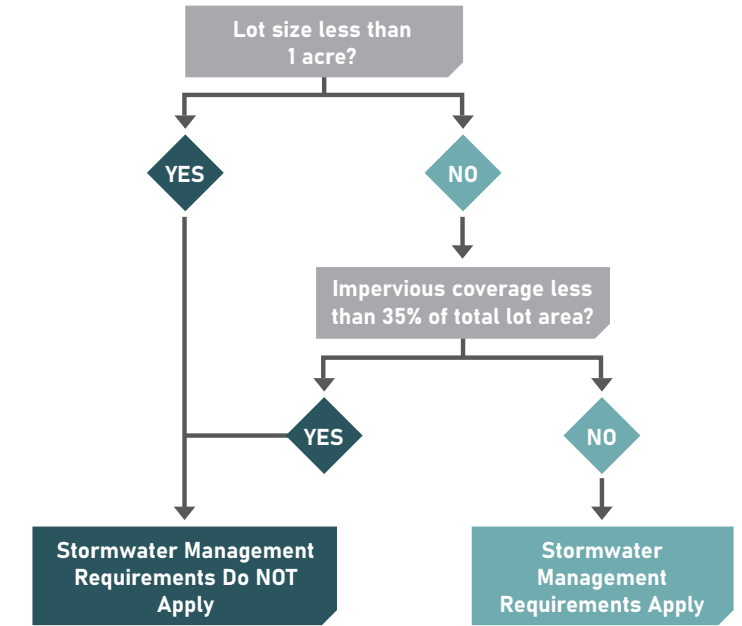 Lot size less than
1 acre?
YES
NO
Impervious coverage less
than 35% of total lot area?
YES
NO
Stormwater Management
Requirements Do NOT
Apply
Stormwater
Management
Requirements Apply